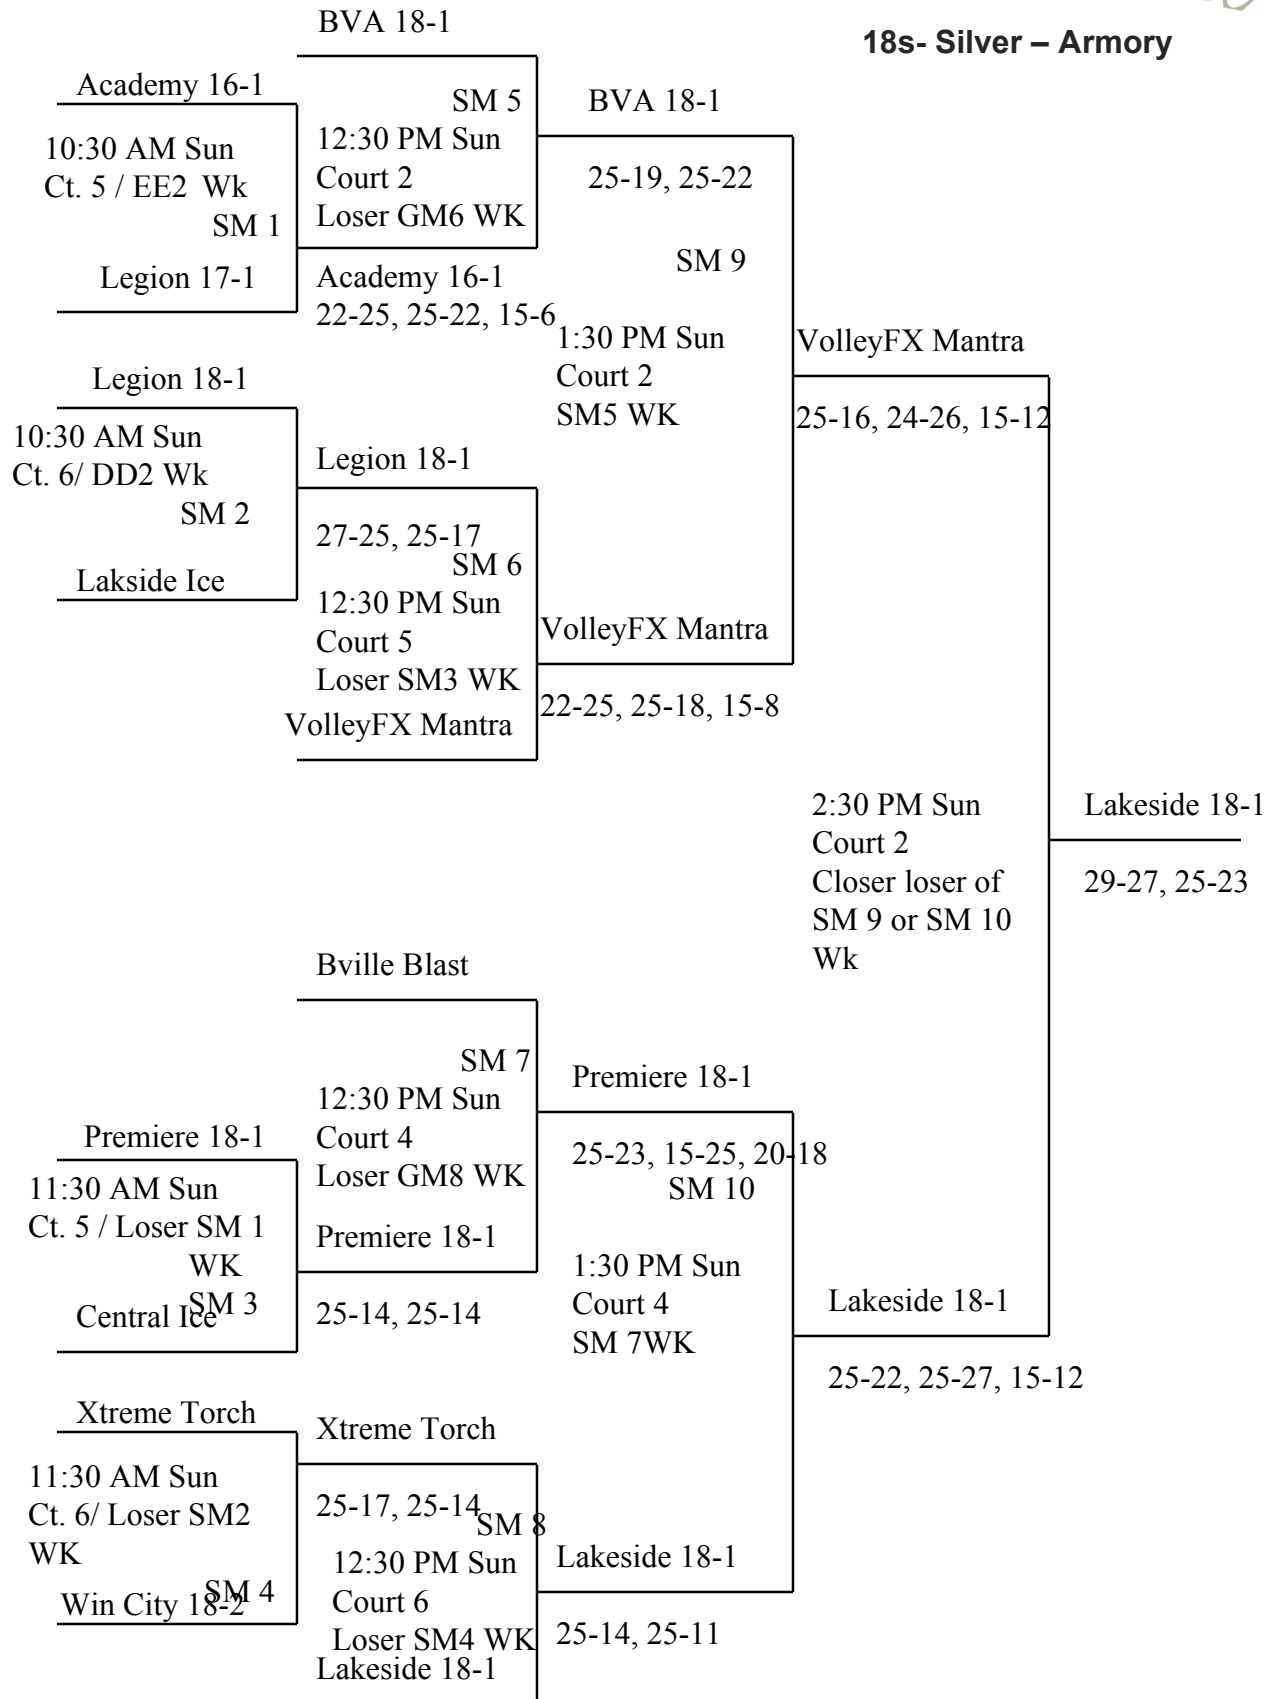 BVA 18-1
18s- Silver – Armory
Academy 16-1
SM 5
BVA 18-1
12:30 PM Sun
Court 2
Loser GM6 WK
10:30 AM Sun
Ct. 5 / EE2 Wk
SM 1
25-19, 25-22
Legion 17-1
Academy 16-1
22-25, 25-22, 15-6
SM 9
1:30 PM Sun
Court 2
SM5 WK
VolleyFX Mantra
25-16, 24-26, 15-12
Legion 18-1
10:30 AM Sun
Ct. 6/ DD2 Wk
SM 2
Legion 18-1
27-25, 25-17
SM 6
Lakside Ice
12:30 PM Sun
Court 5
Loser SM3 WK
VolleyFX Mantra
VolleyFX Mantra
22-25, 25-18, 15-8
2:30 PM Sun
Court 2
Closer loser of
SM 9 or SM 10
Wk
Lakeside 18-1
29-27, 25-23
Bville Blast
SM 7
12:30 PM Sun
Court 4
Loser GM8 WK
Premiere 18-1
25-23, 15-25, 20-18
SM 10
Premiere 18-1
11:30 AM Sun
Ct. 5 / Loser SM 1
WK
SM 3
Premiere 18-1
Central Ice
25-14, 25-14
1:30 PM Sun
Court 4
SM 7WK
Lakeside 18-1
25-22, 25-27, 15-12
Xtreme Torch
Xtreme Torch
11:30 AM Sun
Ct. 6/ Loser SM2
WK
SM 4
25-17, 25-14
SM 8
12:30 PM Sun
Court 6
Loser SM4 WK
Lakeside 18-1
Win City 18-2
25-14, 25-11
Lakeside 18-1